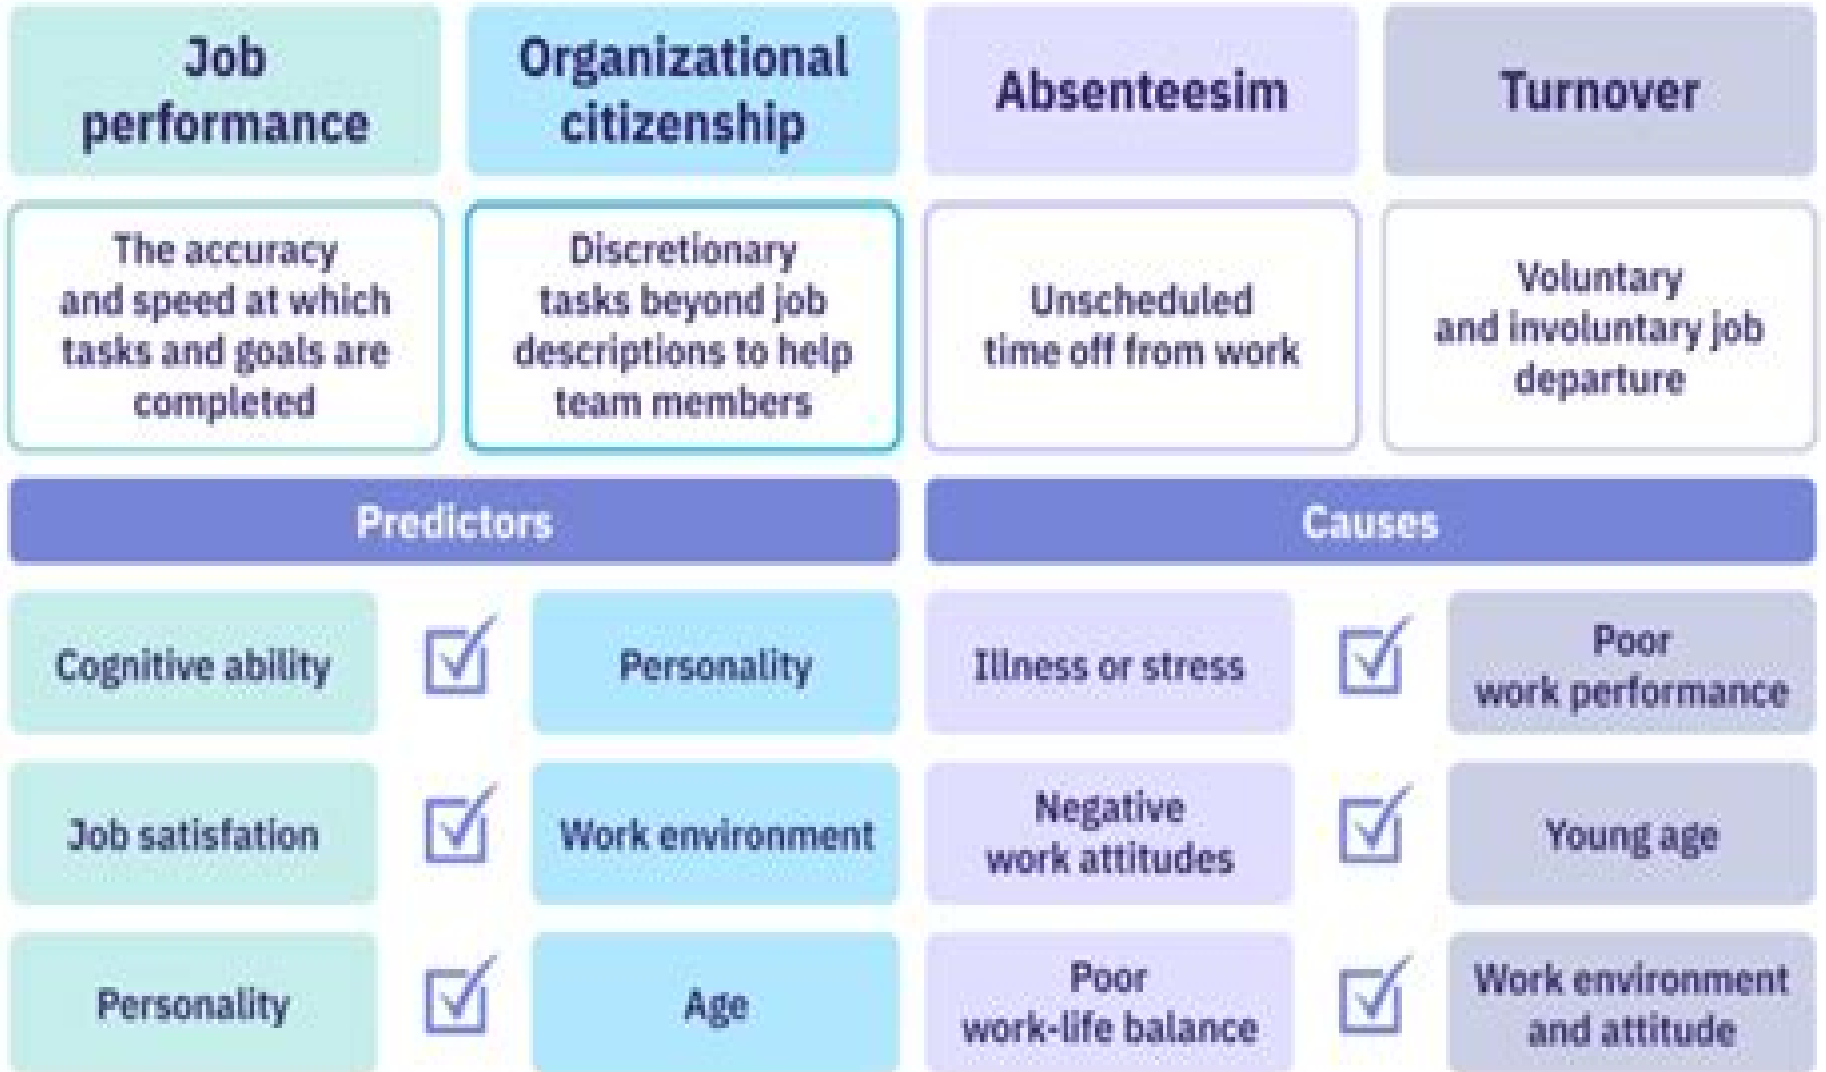 Job
performance
Organizational
citizenship
Absenteesim
Turnover
The accuracy
and speed at which
tasks and goals are
completed
Discretionary
tasks beyond job
descriptions to help
team members
Unscheduled
time off from work
Voluntary
and involuntary job
departure
Predictors
Causes
Cognitive ability
Personality
Illness or stress
Poor
work performance
Job satisfation
Work environment
Negative
work attitudes
Young age
Personality
Age
Poor
work-life balance
Work environment
and attitude